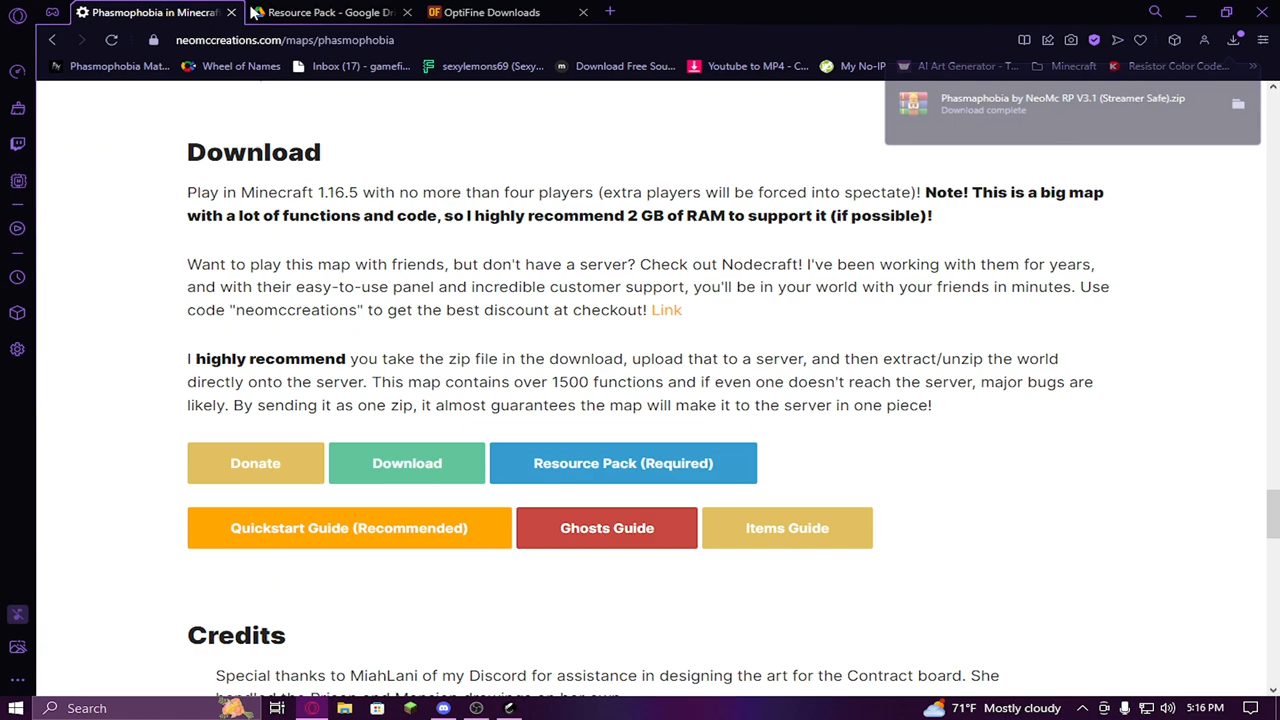 Phasmophobia in Minecraf
Resource Pack - Google Dr
OptiFine Downloads
neomccreations.com/maps/phasmophobia
Phasmophobia Mat...
Wheel of Names
Inbox (17) - gamefi...
sexylemons69 (Sexy...
Download Free Sou...
Youtube to MP4 - C...
My No-IP
AI Art Generator - T...
Minecraft
Resistor Color Code...
Phasmaphobia by NeoMc RP V3.1 (Streamer Safe).zip
Download complete
Download
Play in Minecraft 1.16.5 with no more than four players (extra players will be forced into spectate)! Note! This is a big map
with a lot of functions and code, so I highly recommend 2 GB of RAM to support it (if possible)!
Want to play this map with friends, but don't have a server? Check out Nodecraft! I've been working with them for years,
and with their easy-to-use panel and incredible customer support, you'll be in your world with your friends in minutes. Use
code "neomccreations" to get the best discount at checkout! Link
I highly recommend you take the zip file in the download, upload that to a server, and then extract/unzip the world
directly onto the server. This map contains over 1500 functions and if even one doesn't reach the server, major bugs are
likely. By sending it as one zip, it almost guarantees the map will make it to the server in one piece!
Donate
Download
Resource Pack (Required)
Quickstart Guide (Recommended)
Ghosts Guide
Items Guide
Credits
Special thanks to MiahLani of my Discord for assistance in designing the art for the Contract board. She
handled the Prison and Mansion drawings on her own
Search
71°F Mostly cloudy
5:16 PM